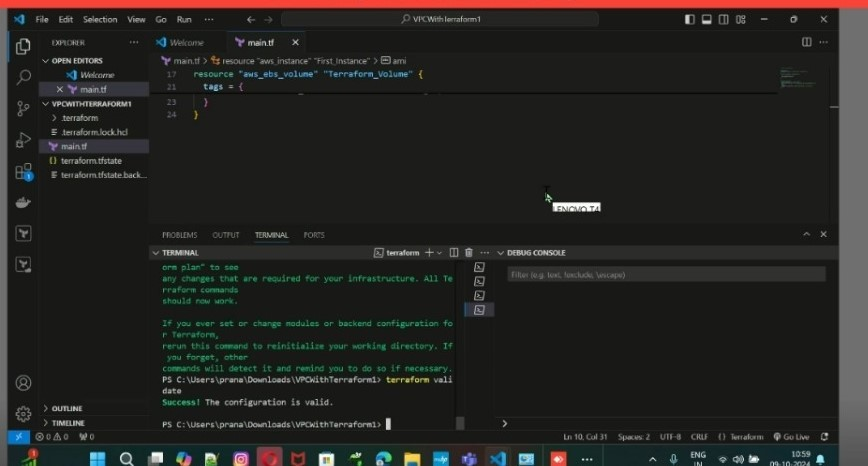 File Edit Selection View Go Run ··· VPCWithTerraform1
EXPLORER ···
OPEN EDITORS
Welcome
main.tf
VPCWITHTERRAFORM1
.terraform
.terraform.lock.hcl
main.tf
terraform.tfstate
terraform.tfstate.back...
OUTLINE
TIMELINE
Welcome main.tf
main.tf > resource "aws_instance" "First_Instance" > ami
17 resource "aws_ebs_volume" "Terraform_Volume" {
21 tags = {
23 }
24 }
LENOVO T4
PROBLEMS OUTPUT TERMINAL PORTS
TERMINAL terraform
orm plan" to see
any changes that are required for your infrastructure. All Te
rraform commands
should now work.
If you ever set or change modules or backend configuration fo
r Terraform,
rerun this command to reinitialize your working directory. If
you forget, other
commands will detect it and remind you to do so if necessary.
PS C:\Users\prana\Downloads\VPCWithTerraform1> terraform vali
date
Success! The configuration is valid.
PS C:\Users\prana\Downloads\VPCWithTerraform1>
DEBUG CONSOLE
Filter (e.g. text, !exclude, \escape)
0 0 0 Ln 10, Col 31 Spaces: 2 UTF-8 CRLF {} Terraform Go Live
ENG
IN
10:59
09-10-2024